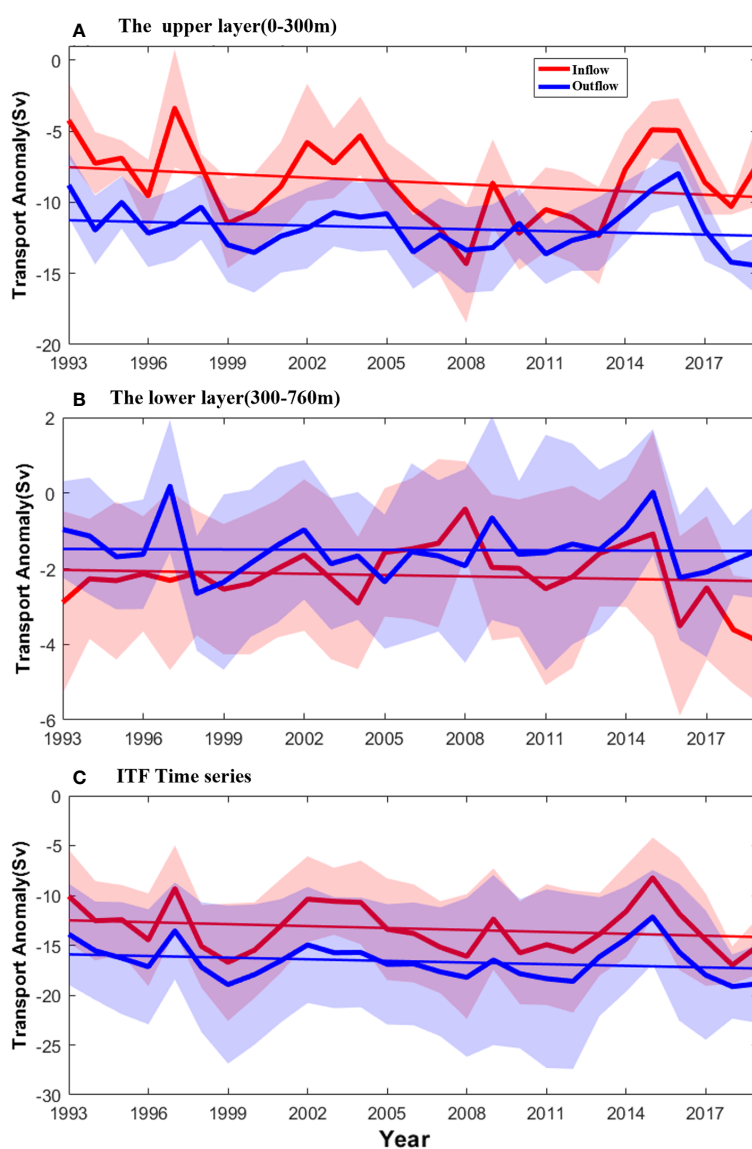 A The upper layer(0-300m)
Transport Anomaly(Sv)
0
-5
-10
-15
-20
Inflow
Outflow
1993 1996 1999 2002 2005 2008 2011 2014 2017
B The lower layer(300-760m)
Transport Anomaly(Sv)
2
0
-2
-4
-6
1993 1996 1999 2002 2005 2008 2011 2014 2017
C ITF Time series
Transport Anomaly(Sv)
0
-5
-10
-15
-20
-25
-30
1993 1996 1999 2002 2005 2008 2011 2014 2017
Year